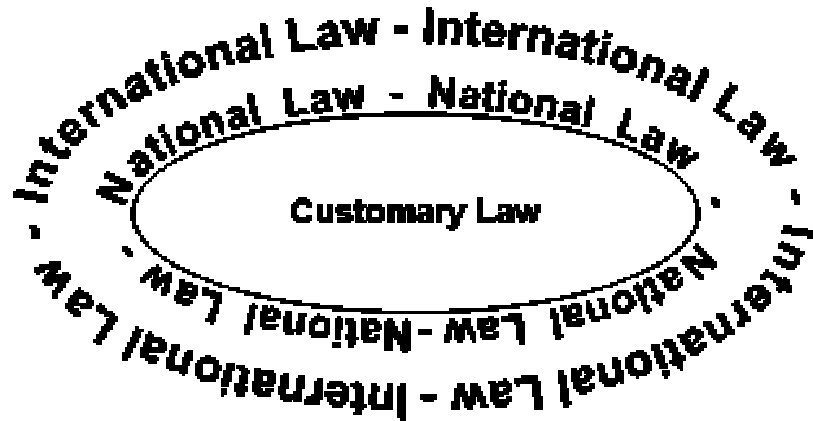 International Law - International Law - International Law - International Law -
National Law - National Law - National Law - National Law -
Customary Law